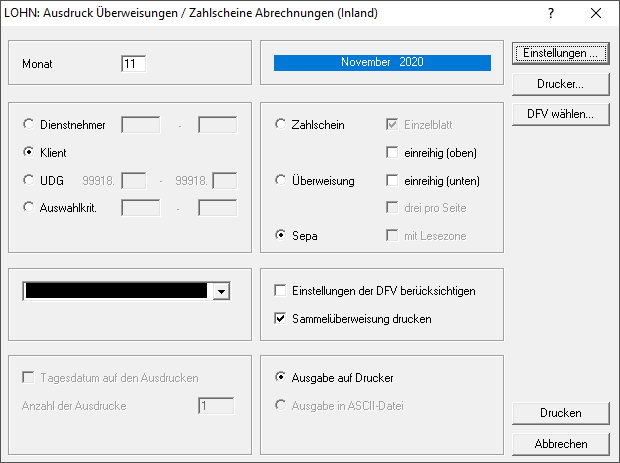 LOHN: Ausdruck Überweisungen / Zahlscheine Abrechnungen (Inland)
Monat 11
November 2020
Einstellungen ...
Drucker...
DFV wählen...
Dienstnehmer -
Klient
UDG 99918. - 99918.
Auswahlkrit. -
Zahlschein Einzelblatt
einreihig (oben)
Überweisung einreihig (unten)
drei pro Seite
Sepa mit Lesezone
Einstellungen der DFV berücksichtigen
Sammelüberweisung drucken
Tagesdatum auf den Ausdrucken
Anzahl der Ausdrucke 1
Ausgabe auf Drucker
Ausgabe in ASCII-Datei
Drucken
Abbrechen